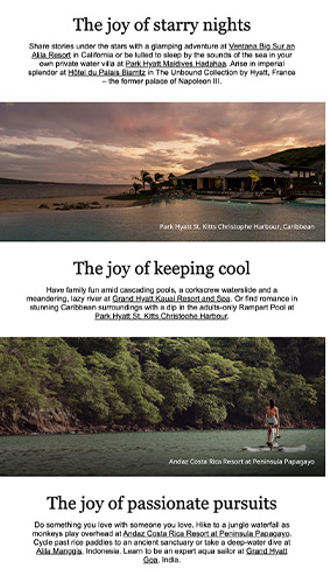 The joy of starry nights
Share stories under the stars with a glamping adventure at Ventana Big Sur an
Alila Resort in California or be lulled to sleep by the sounds of the sea in your
own private water villa at Park Hyatt Maldives Hadahaa. Arise in imperial
splendor at Hôtel du Palais Biarritz in The Unbound Collection by Hyatt, France
– the former palace of Napoleon III.
Park Hyatt St. Kitts Christophe Harbour, Caribbean
The joy of keeping cool
Have family fun amid cascading pools, a corkscrew waterslide and a
meandering, lazy river at Grand Hyatt Kauai Resort and Spa. Or find romance in
stunning Caribbean surroundings with a dip in the adults-only Rampart Pool at
Park Hyatt St. Kitts Christophe Harbour.
Andaz Costa Rica Resort at Peninsula Papagayo
The joy of passionate pursuits
Do something you love with someone you love. Hike to a jungle waterfall as
monkeys play overhead at Andaz Costa Rica Resort at Peninsula Papagayo.
Cycle past rice paddies to an ancient sanctuary or take a deep-water dive at
Alila Manggis, Indonesia. Learn to be an expert aqua sailor at Grand Hyatt
Goa, India.